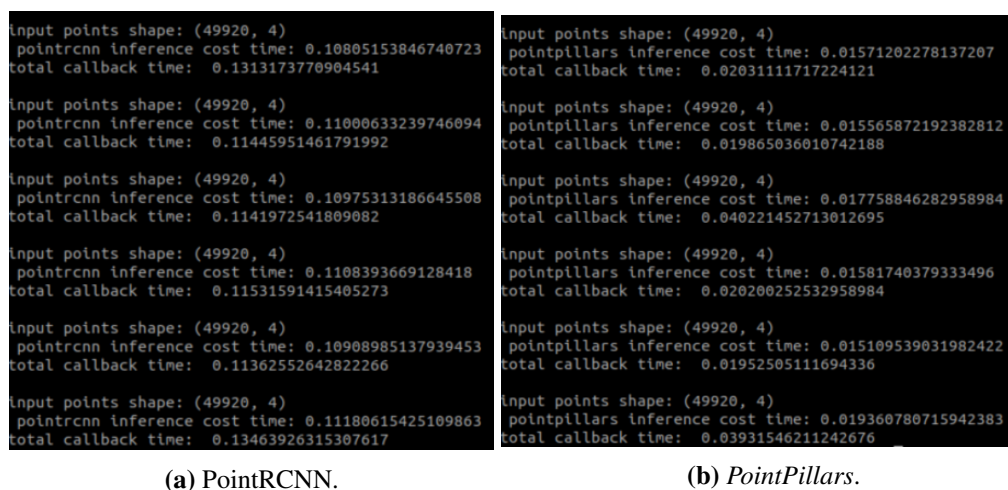 input points shape: (49920, 4)
pointrcnn inference cost time: 0.10805153846740723
total callback time: 0.1313173770904541
input points shape: (49920, 4)
pointrcnn inference cost time: 0.11000633239746094
total callback time: 0.11445951461791992
input points shape: (49920, 4)
pointrcnn inference cost time: 0.10975313186645508
total callback time: 0.1141972541809082
input points shape: (49920, 4)
pointrcnn inference cost time: 0.1108393669128418
total callback time: 0.11531591415405273
input points shape: (49920, 4)
pointrcnn inference cost time: 0.10908985137939453
total callback time: 0.11362552642822266
input points shape: (49920, 4)
pointrcnn inference cost time: 0.11180615425109863
total callback time: 0.13463926315307617
(a) PointRCNN.
input points shape: (49920, 4)
pointpillars inference cost time: 0.01571202278137207
total callback time: 0.02031111717224121
input points shape: (49920, 4)
pointpillars inference cost time: 0.015565872192382812
total callback time: 0.019865036010742188
input points shape: (49920, 4)
pointpillars inference cost time: 0.017758846282958984
total callback time: 0.040221452713012695
input points shape: (49920, 4)
pointpillars inference cost time: 0.01581740379333496
total callback time: 0.020200252532958984
input points shape: (49920, 4)
pointpillars inference cost time: 0.015109539031982422
total callback time: 0.01952505111694336
input points shape: (49920, 4)
pointpillars inference cost time: 0.019360780715942383
total callback time: 0.03931546211242676
(b) PointPillars.